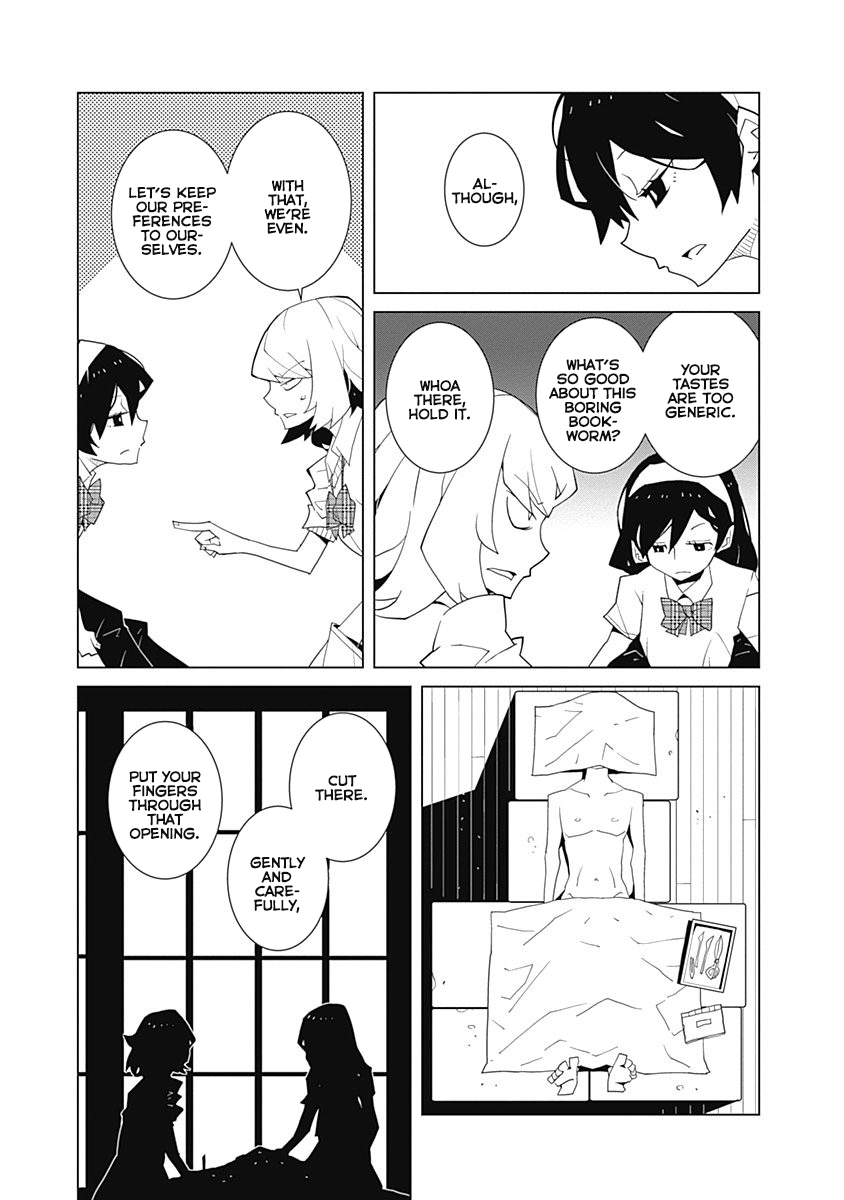 AL-
THOUGH,
YOUR
TASTES
ARE TOO
GENERIC.
WHAT'S
SO GOOD
ABOUT THIS
BORING
BOOK-
WORM?
WHOA
THERE,
HOLD IT.
WITH
THAT,
WE'RE
EVEN.
LET'S KEEP
OUR PRE-
FERENCES
TO OUR-
SELVES.
CUT
THERE.
GENTLY
AND
CARE-
FULLY,
PUT YOUR
FINGERS
THROUGH
THAT
OPENING.